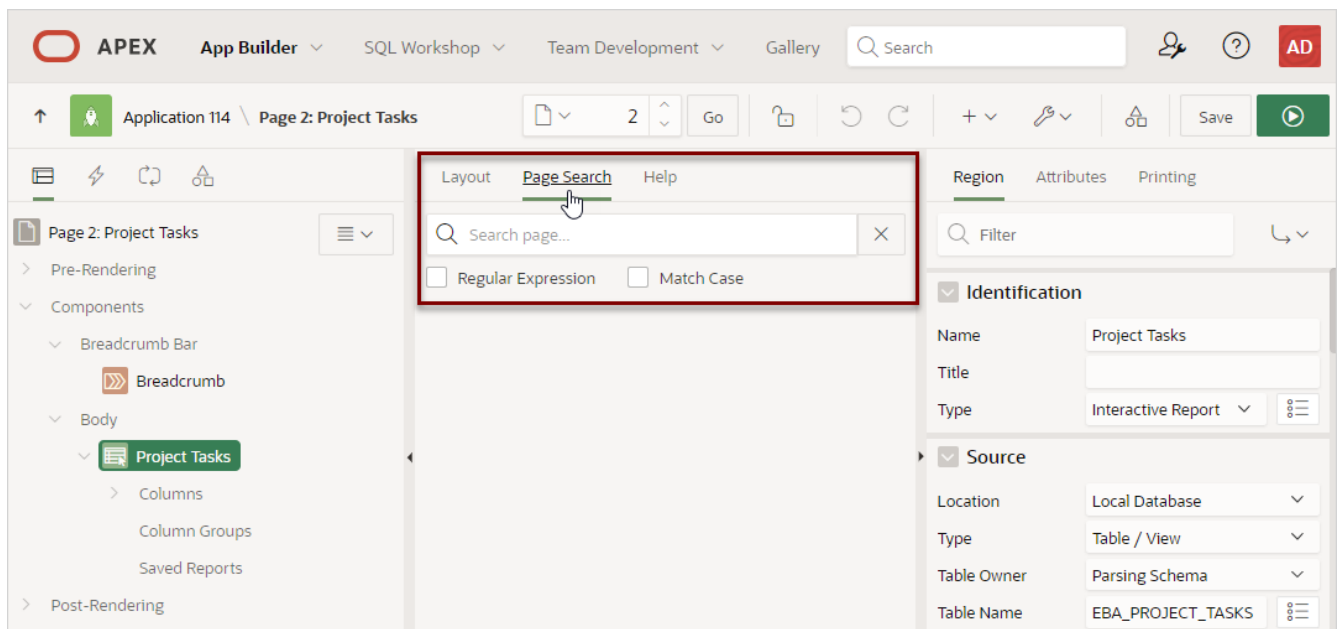 APEX App Builder SQL Workshop Team Development Gallery Search AD
Application 114 \ Page 2: Project Tasks 2 Go Save
Layout Page Search Help
Region Attributes Printing
Page 2: Project Tasks
Search page...
Filter
Pre-Rendering
Regular Expression Match Case
Components
Identification
Breadcrumb Bar
Name Project Tasks
Breadcrumb
Title
Body
Type Interactive Report
Project Tasks
Source
Columns
Location Local Database
Column Groups
Type Table / View
Saved Reports
Table Owner Parsing Schema
Post-Rendering
Table Name EBA_PROJECT_TASKS